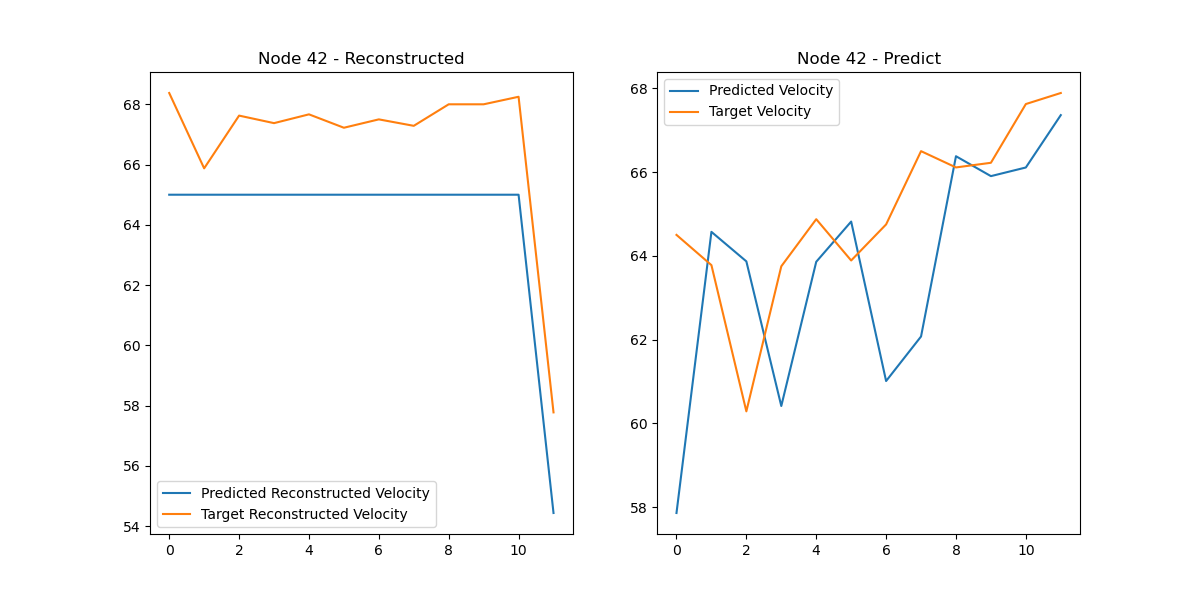 Node 42 - Reconstructed
68
66
64
62
60
58
56
54
0 2 4 6 8 10
Predicted Reconstructed Velocity
Target Reconstructed Velocity
Node 42 - Predict
68
66
64
62
60
58
0 2 4 6 8 10
Predicted Velocity
Target Velocity